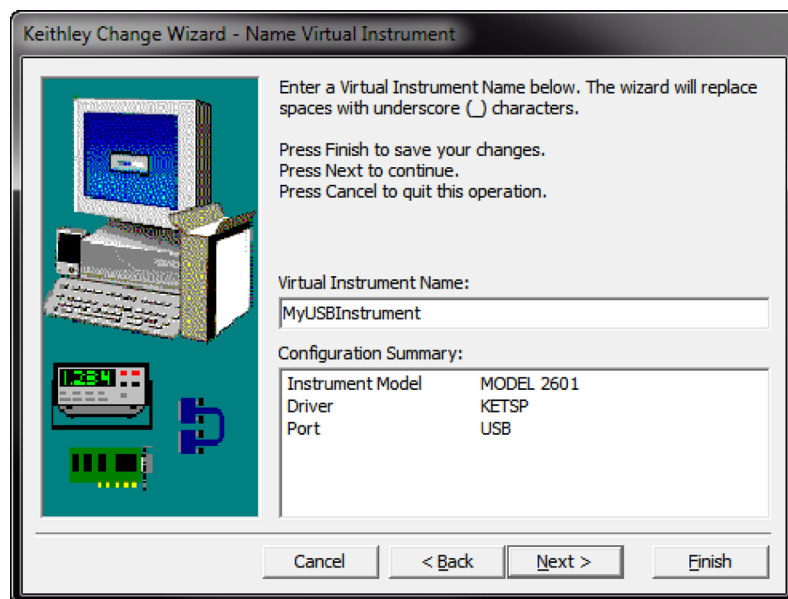 Keithley Change Wizard - Name Virtual Instrument
Enter a Virtual Instrument Name below. The wizard will replace
spaces with underscore (_) characters.
Press Finish to save your changes.
Press Next to continue.
Press Cancel to quit this operation.
Virtual Instrument Name:
MyUSBInstrument
Configuration Summary:
Instrument Model MODEL 2601
Driver KETSP
Port USB
1.234
Cancel < Back Next > Finish